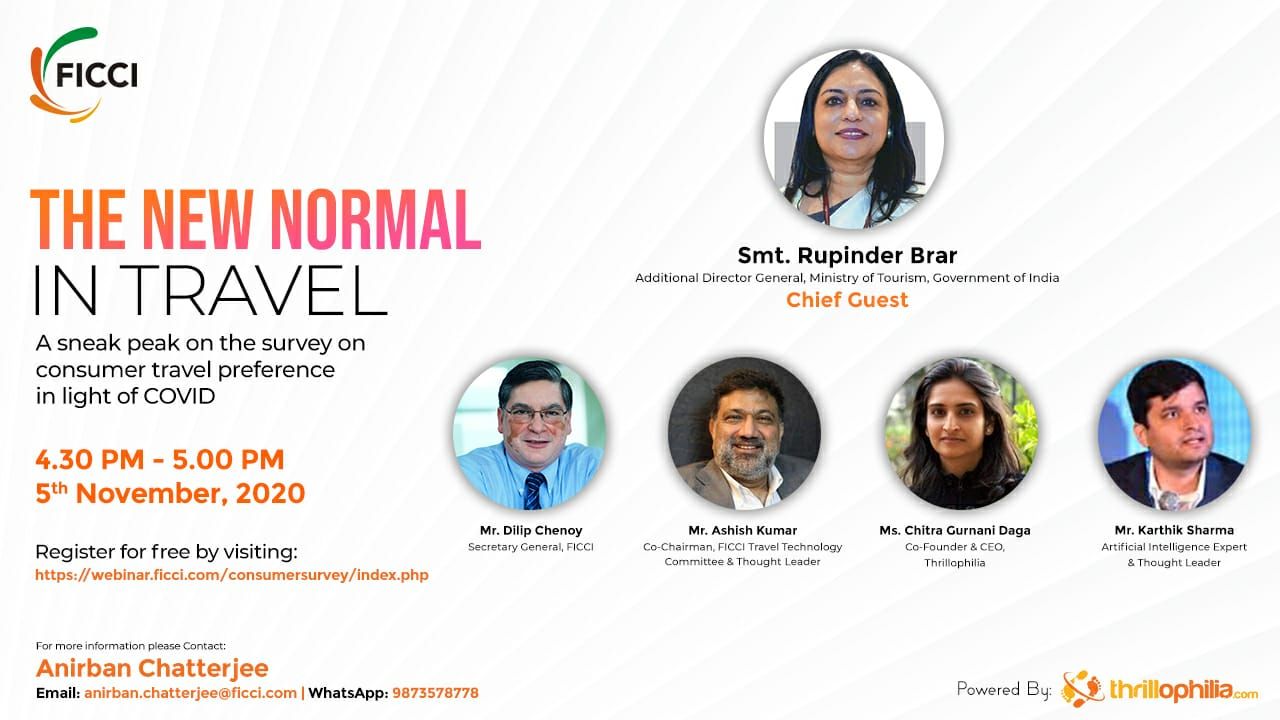 FICCI
THE NEW NORMAL
IN TRAVEL
A sneak peak on the survey on
consumer travel preference
in light of COVID
4.30 PM - 5.00 PM
5th November, 2020
Register for free by visiting:
https://webinar.ficci.com/consumersurvey/index.php
For more information please Contact:
Anirban Chatterjee
Email: anirban.chatterjee@ficci.com | WhatsApp: 9873578778
Smt. Rupinder Brar
Additional Director General, Ministry of Tourism, Government of India
Chief Guest
Mr. Dilip Chenoy
Secretary General, FICCI
Mr. Ashish Kumar
Co-Chairman, FICCI Travel Technology
Committee & Thought Leader
Ms. Chitra Gurnani Daga
Co-Founder & CEO,
Thrillophilia
Mr. Karthik Sharma
Artificial Intelligence Expert
& Thought Leader
Powered By: thrillophilia.com